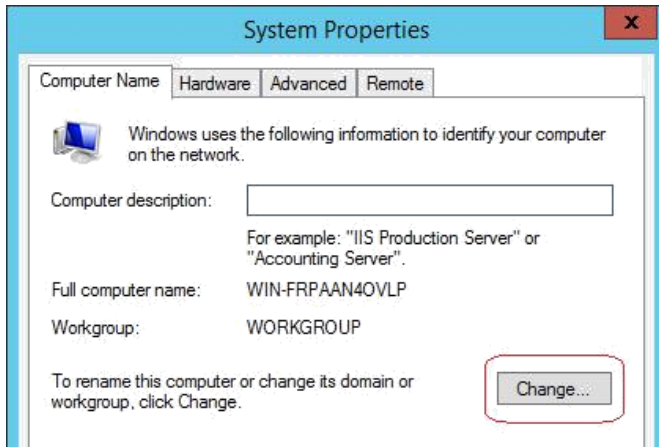 System Properties
x
Computer Name Hardware Advanced Remote
Windows uses the following information to identify your computer
on the network.
Computer description:
For example: "IIS Production Server" or
"Accounting Server".
Full computer name: WIN-FRPAAN4OVLP
Workgroup: WORKGROUP
To rename this computer or change its domain or
workgroup, click Change.
Change...